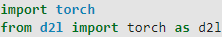 import torch
from d2l import torch as d2l